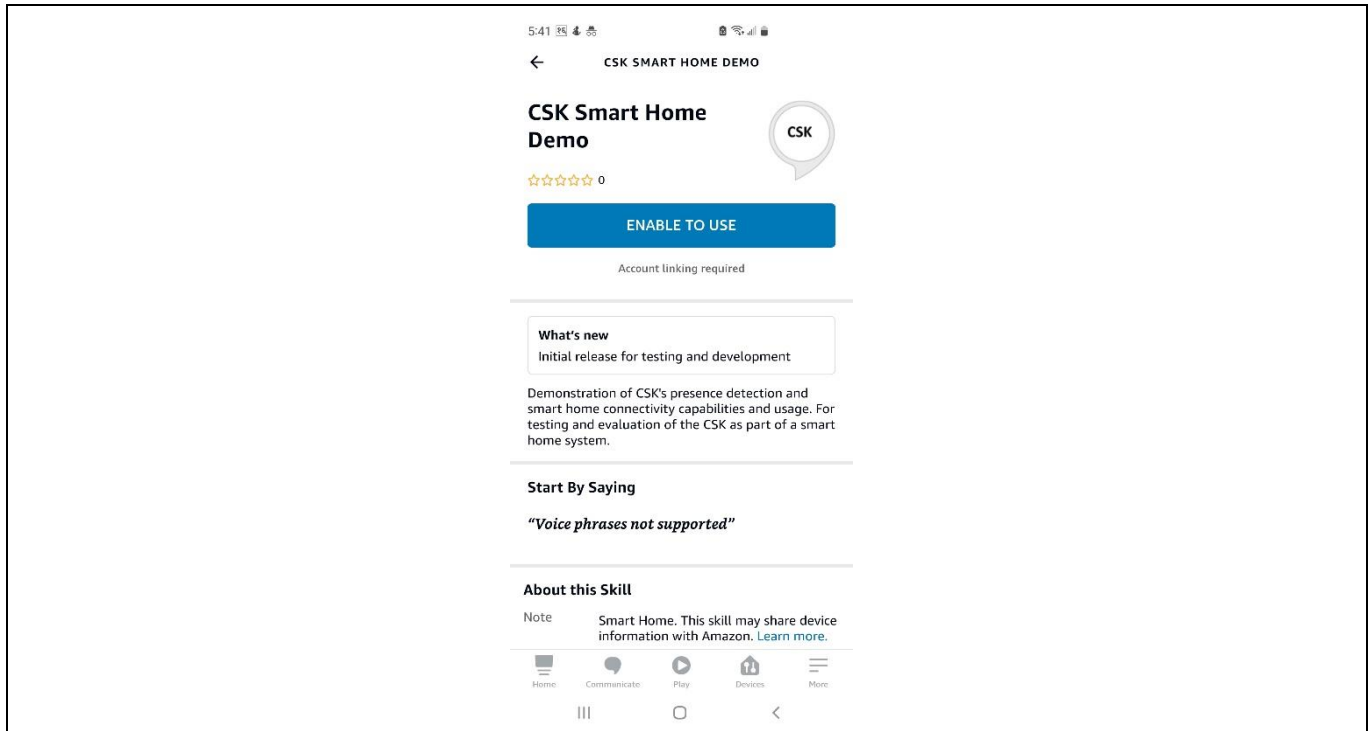 5:41
CSK SMART HOME DEMO
CSK Smart Home
Demo
CSK
0
ENABLE TO USE
Account linking required
What's new
Initial release for testing and development
Demonstration of CSK's presence detection and
smart home connectivity capabilities and usage. For
testing and evaluation of the CSK as part of a smart
home system.
Start By Saying
“Voice phrases not supported”
About this Skill
Note
Smart Home. This skill may share device
information with Amazon. Learn more.
Home
Communicate
Play
Devices
More